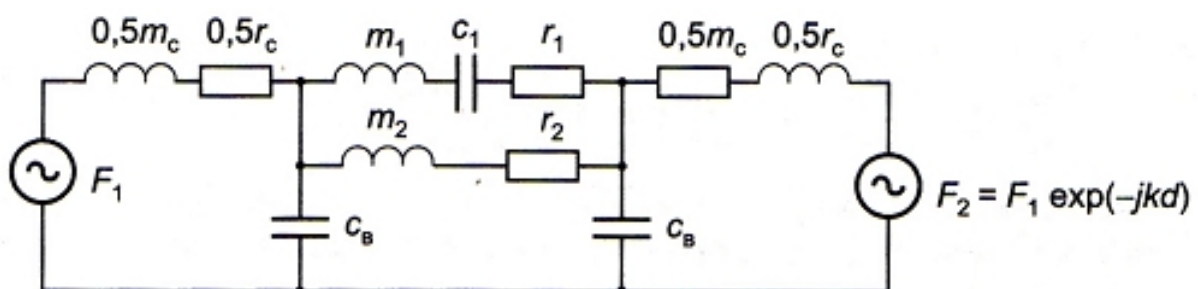 0,5m_c 0,5r_c m_1 c_1 r_1 0,5m_c 0,5r_c
m_2 r_2
F_1 F_2 = F_1 exp(–jkd)
c_в c_в